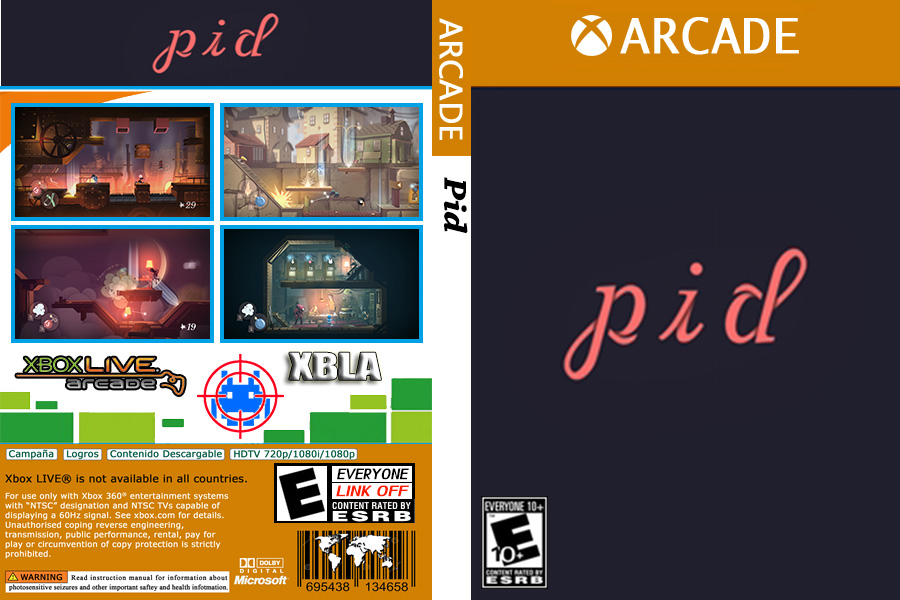 pid
29
19
XBOX LIVE
arcade
XBLA
Campaña
Logros
Contenido Descargable
HDTV 720p/1080i/1080p
Xbox LIVE® is not available in all countries.
For use only with Xbox 360® entertainment systems
with “NTSC” designation and NTSC TVs capable of
displaying a 60Hz signal. See xbox.com for details.
Unauthorised coping reverse engineering,
transmission, public performance, rental, pay for
play or circumvention of copy protection is strictly
prohibited.
WARNING Read instruction manual for information about
photosensitive seizures and other important saftey and health infotmation.
E
EVERYONE
LINK OFF
CONTENT RATED BY
ESRB
DOLBY
DIGITAL
Microsoft
695438 134658
ARCADE
Pid
ARCADE
pid
EVERYONE 10+
E
10+
CONTENT RATED BY
ESRB